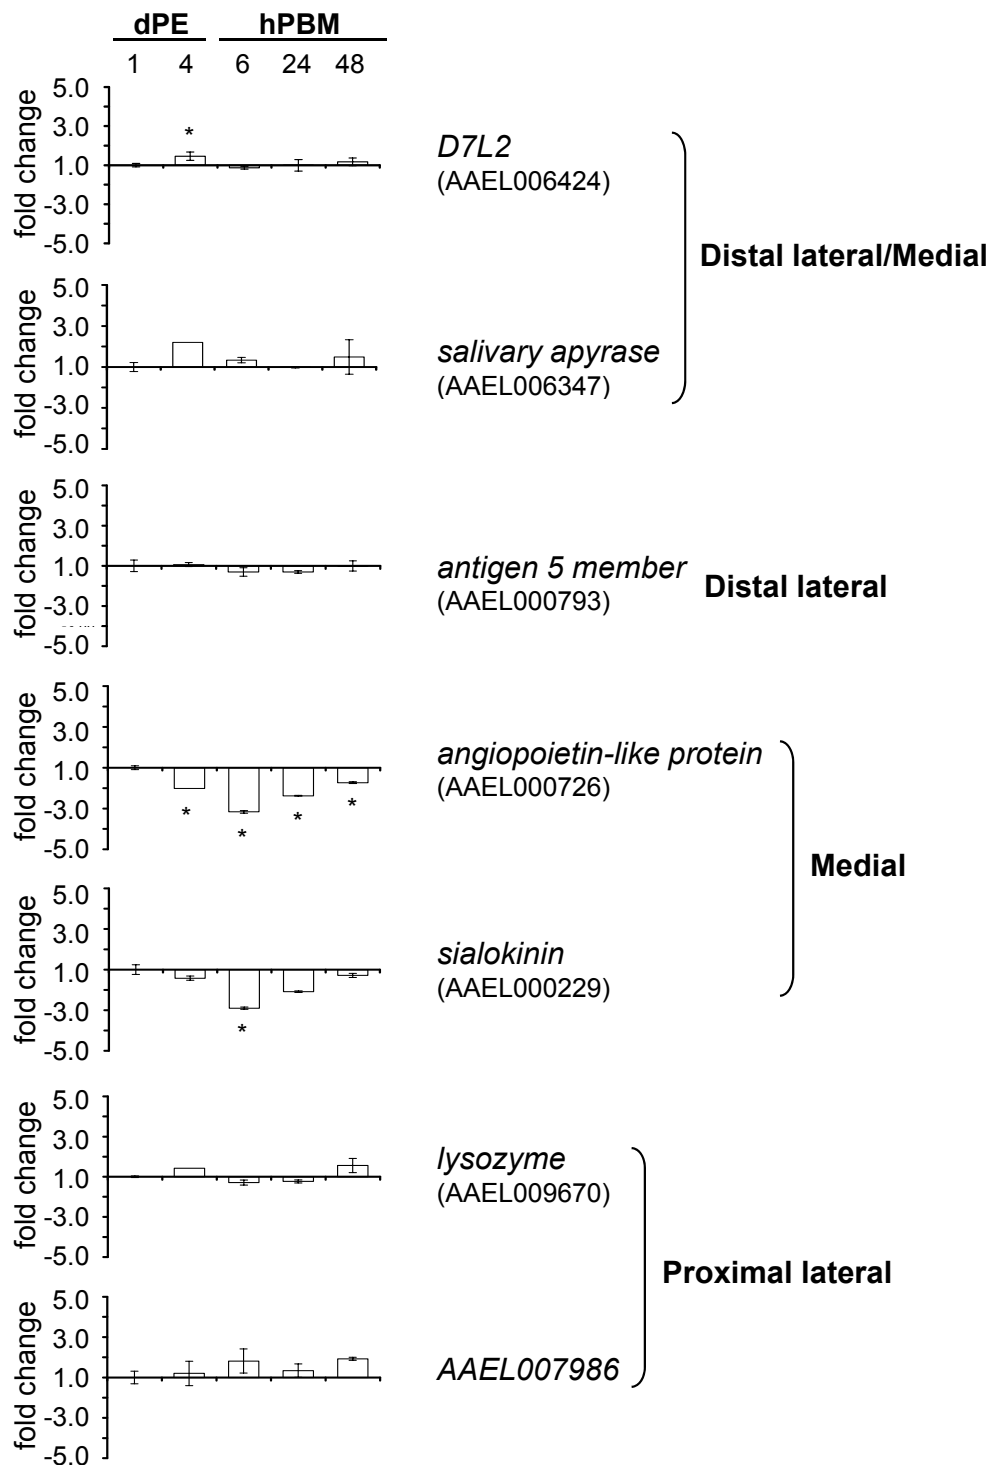 dPE hPBM
1 4 6 24 48
fold change
5.0
3.0
1.0
-3.0
-5.0
*
D7L2
(AAEL006424)
Distal lateral/Medial
fold change
5.0
3.0
1.0
-3.0
-5.0
salivary apyrase
(AAEL006347)
fold change
5.0
3.0
1.0
-3.0
-5.0
antigen 5 member
(AAEL000793)
Distal lateral
fold change
5.0
3.0
1.0
-3.0
-5.0
* * * *
angiopoietin-like protein
(AAEL000726)
Medial
fold change
5.0
3.0
1.0
-3.0
-5.0
*
sialokinin
(AAEL000229)
fold change
5.0
3.0
1.0
-3.0
-5.0
lysozyme
(AAEL009670)
Proximal lateral
fold change
5.0
3.0
1.0
-3.0
-5.0
AAEL007986